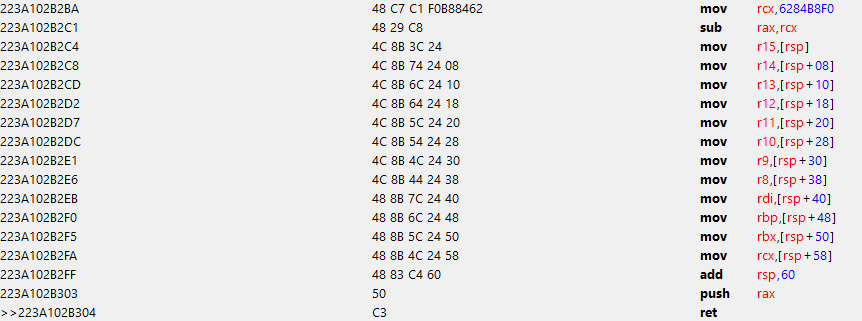 223A102B2BA 48 C7 C1 F0B88462 mov rcx,6284B8F0
223A102B2C1 48 29 C8 sub rax,rcx
223A102B2C4 4C 8B 3C 24 mov r15,[rsp]
223A102B2C8 4C 8B 74 24 08 mov r14,[rsp+08]
223A102B2CD 4C 8B 6C 24 10 mov r13,[rsp+10]
223A102B2D2 4C 8B 64 24 18 mov r12,[rsp+18]
223A102B2D7 4C 8B 5C 24 20 mov r11,[rsp+20]
223A102B2DC 4C 8B 54 24 28 mov r10,[rsp+28]
223A102B2E1 4C 8B 4C 24 30 mov r9,[rsp+30]
223A102B2E6 4C 8B 44 24 38 mov r8,[rsp+38]
223A102B2EB 48 8B 7C 24 40 mov rdi,[rsp+40]
223A102B2F0 48 8B 6C 24 48 mov rbp,[rsp+48]
223A102B2F5 48 8B 5C 24 50 mov rbx,[rsp+50]
223A102B2FA 48 8B 4C 24 58 mov rcx,[rsp+58]
223A102B2FF 48 83 C4 60 add rsp,60
223A102B303 50 push rax
>>223A102B304 C3 ret